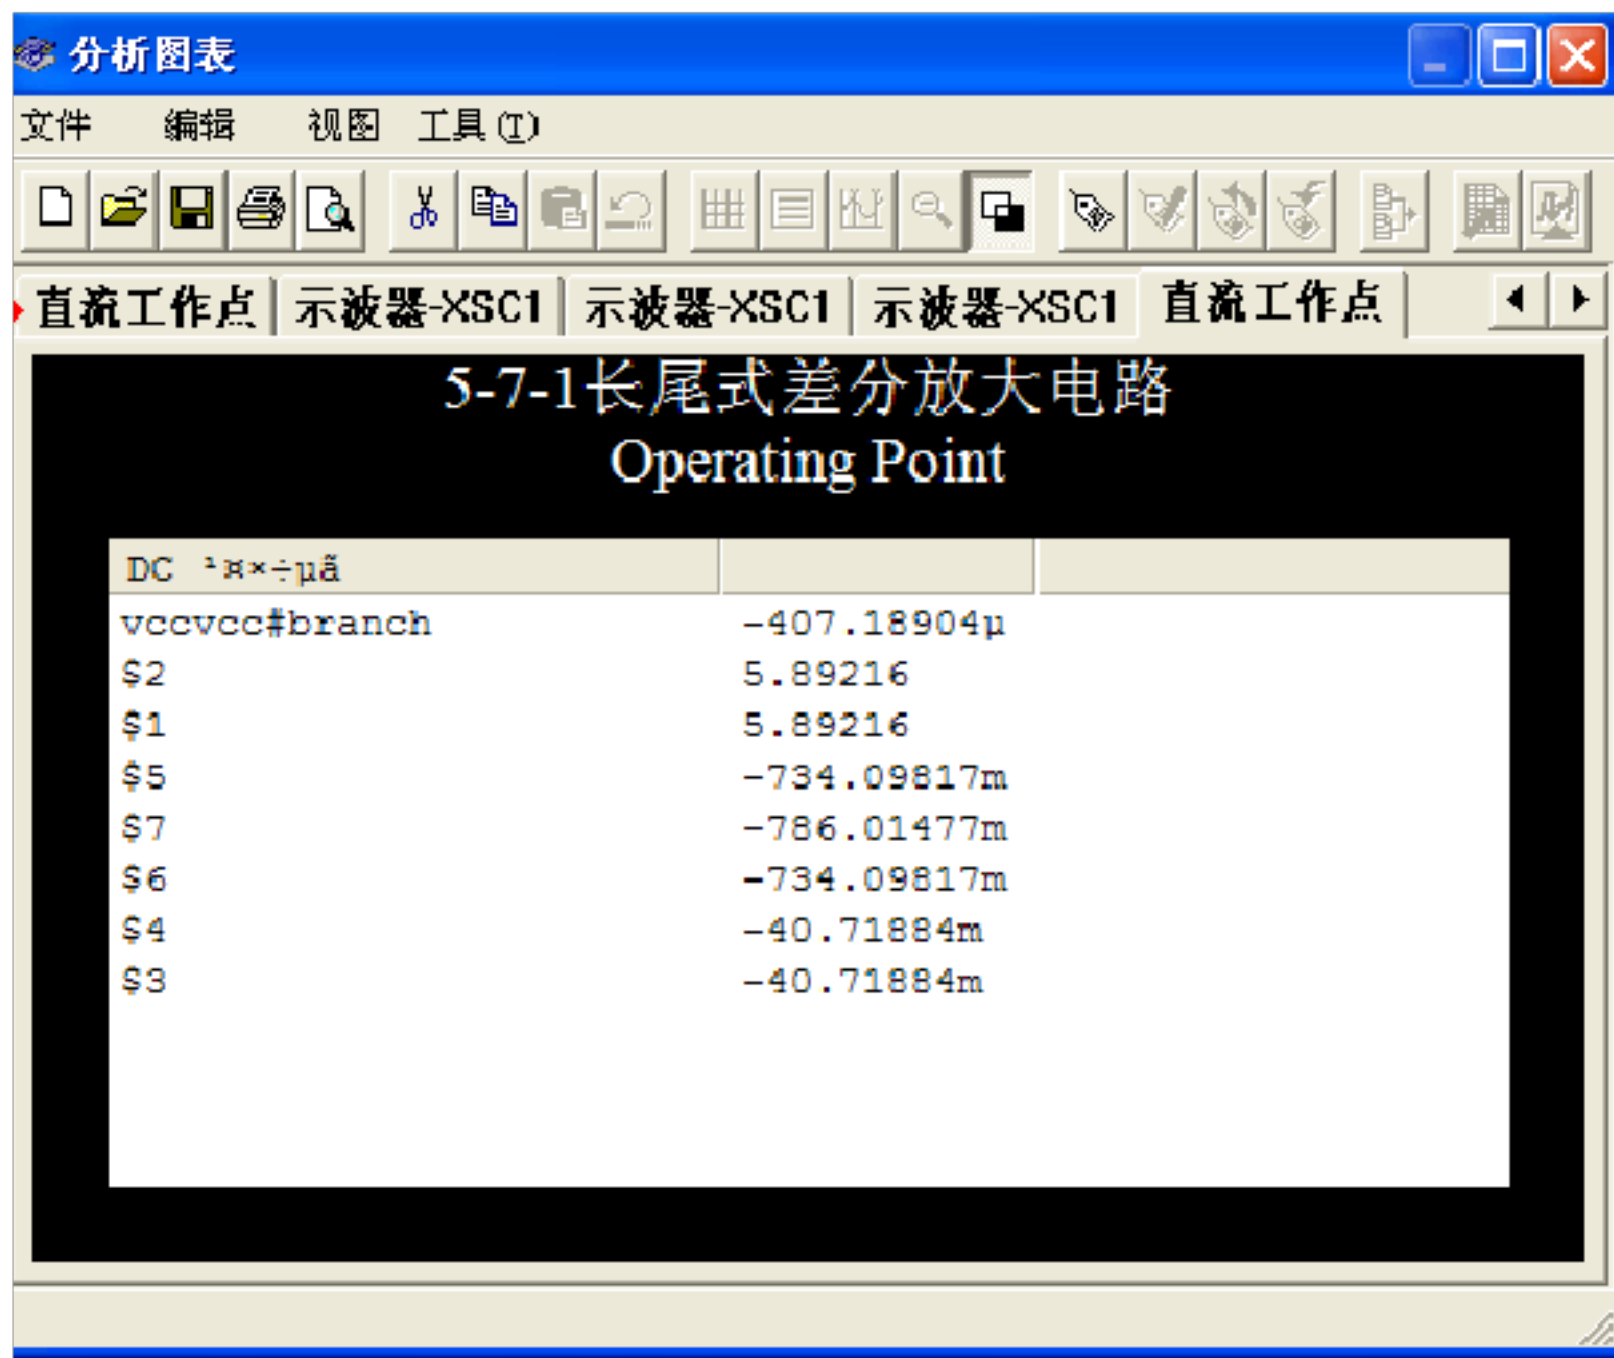 分析图表
文件 编辑 视图 工具(T)
直流工作点 示波器-XSC1 示波器-XSC1 示波器-XSC1 直流工作点
5-7-1长尾式差分放大电路
Operating Point
DC ¹¤×÷µã
vccvcc#branch -407.18904µ
$2 5.89216
$1 5.89216
$5 -734.09817m
$7 -786.01477m
$6 -734.09817m
$4 -40.71884m
$3 -40.71884m